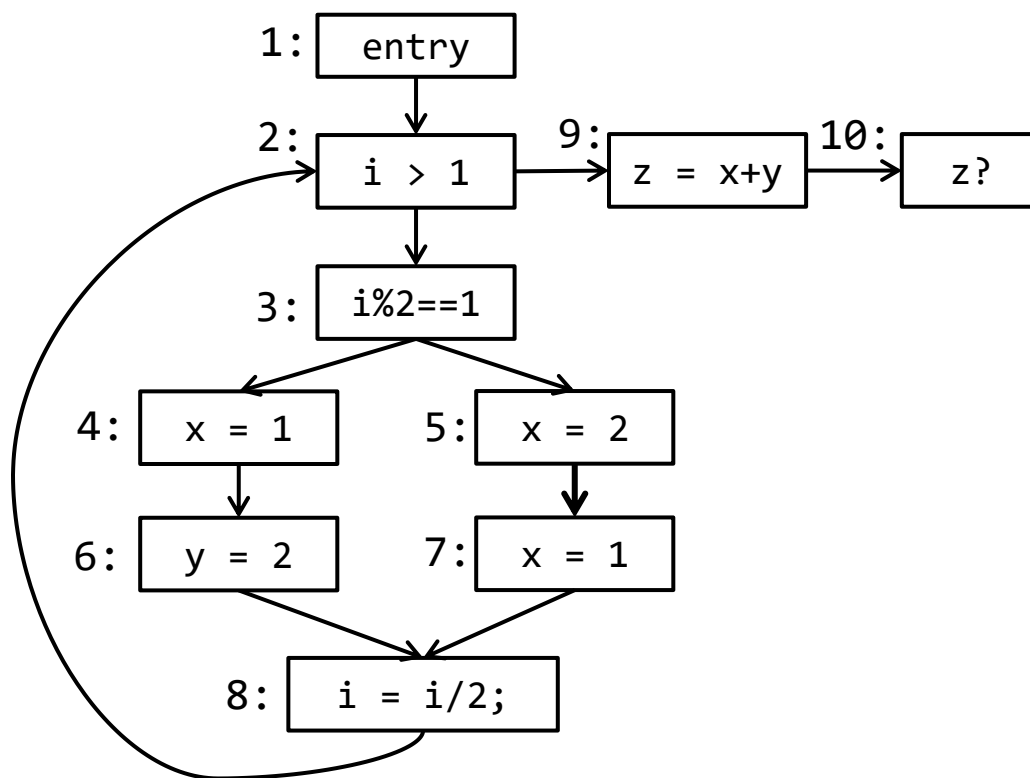 1: entry
2: i > 1
9: z = x+y
10: z?
3: i%2==1
4: x = 1
5: x = 2
6: y = 2
7: x = 1
8: i = i/2;